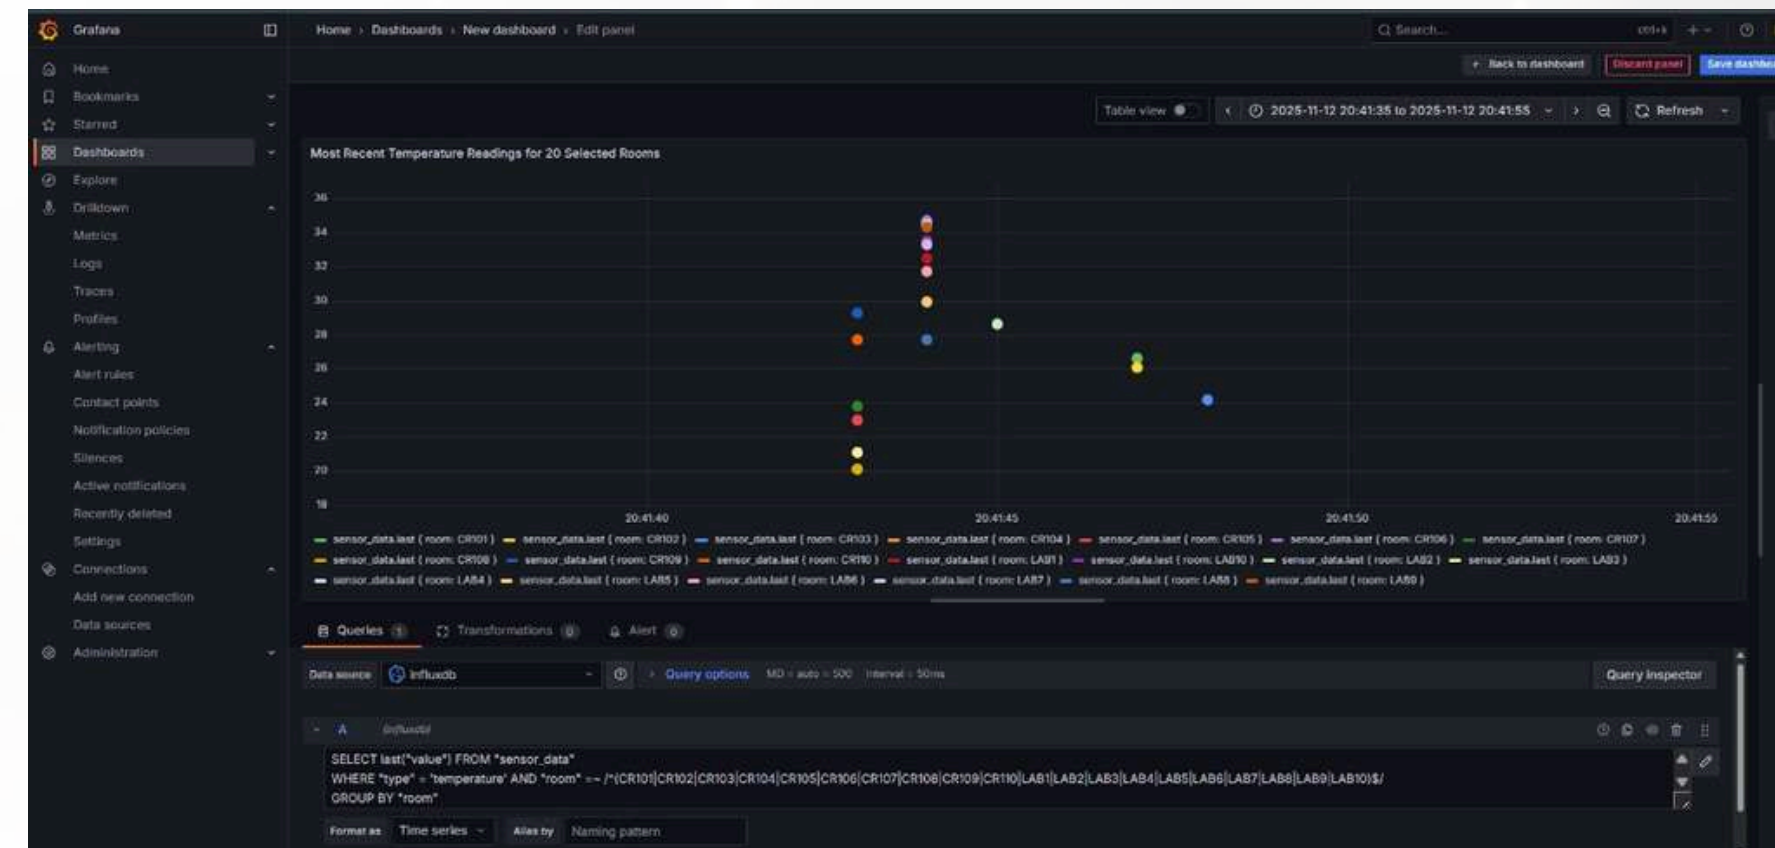 Grafana
Home › Dashboards › New dashboard › Edit panel
Search...
ctrl+k
Home
Bookmarks
Starred
Dashboards
Explore
Drilldown
Metrics
Logs
Traces
Profiles
Alerting
Alert rules
Contact points
Notification policies
Silences
Active notifications
Recently deleted
Settings
Connections
Add new connection
Data sources
Administration
Back to dashboard
Discard panel
Save dashboa
Table view
2025-11-12 20:41:35 to 2025-11-12 20:41:55
Refresh
Most Recent Temperature Readings for 20 Selected Rooms
36
34
32
30
28
26
24
22
20
18
20:41:40 20:41:45 20:41:50 20:41:55
sensor_data.last { room: CR101 } sensor_data.last { room: CR102 } sensor_data.last { room: CR103 } sensor_data.last { room: CR104 } sensor_data.last { room: CR105 } sensor_data.last { room: CR106 } sensor_data.last { room: CR107 }
sensor_data.last { room: CR108 } sensor_data.last { room: CR109 } sensor_data.last { room: CR110 } sensor_data.last { room: LAB1 } sensor_data.last { room: LAB10 } sensor_data.last { room: LAB2 } sensor_data.last { room: LAB3 }
sensor_data.last { room: LAB4 } sensor_data.last { room: LAB5 } sensor_data.last { room: LAB6 } sensor_data.last { room: LAB7 } sensor_data.last { room: LAB8 } sensor_data.last { room: LAB9 }
Queries 1 Transformations 0 Alert 0
Data source influxdb Query options MD = auto = 500 Interval = 50ms Query inspector
A (influxdb)
SELECT last("value") FROM "sensor_data"
WHERE "type" = 'temperature' AND "room" =~ /^(CR101|CR102|CR103|CR104|CR105|CR106|CR107|CR108|CR109|CR110|LAB1|LAB2|LAB3|LAB4|LAB5|LAB6|LAB7|LAB8|LAB9|LAB10)$/
GROUP BY "room"
Format as Time series Alias by Naming pattern